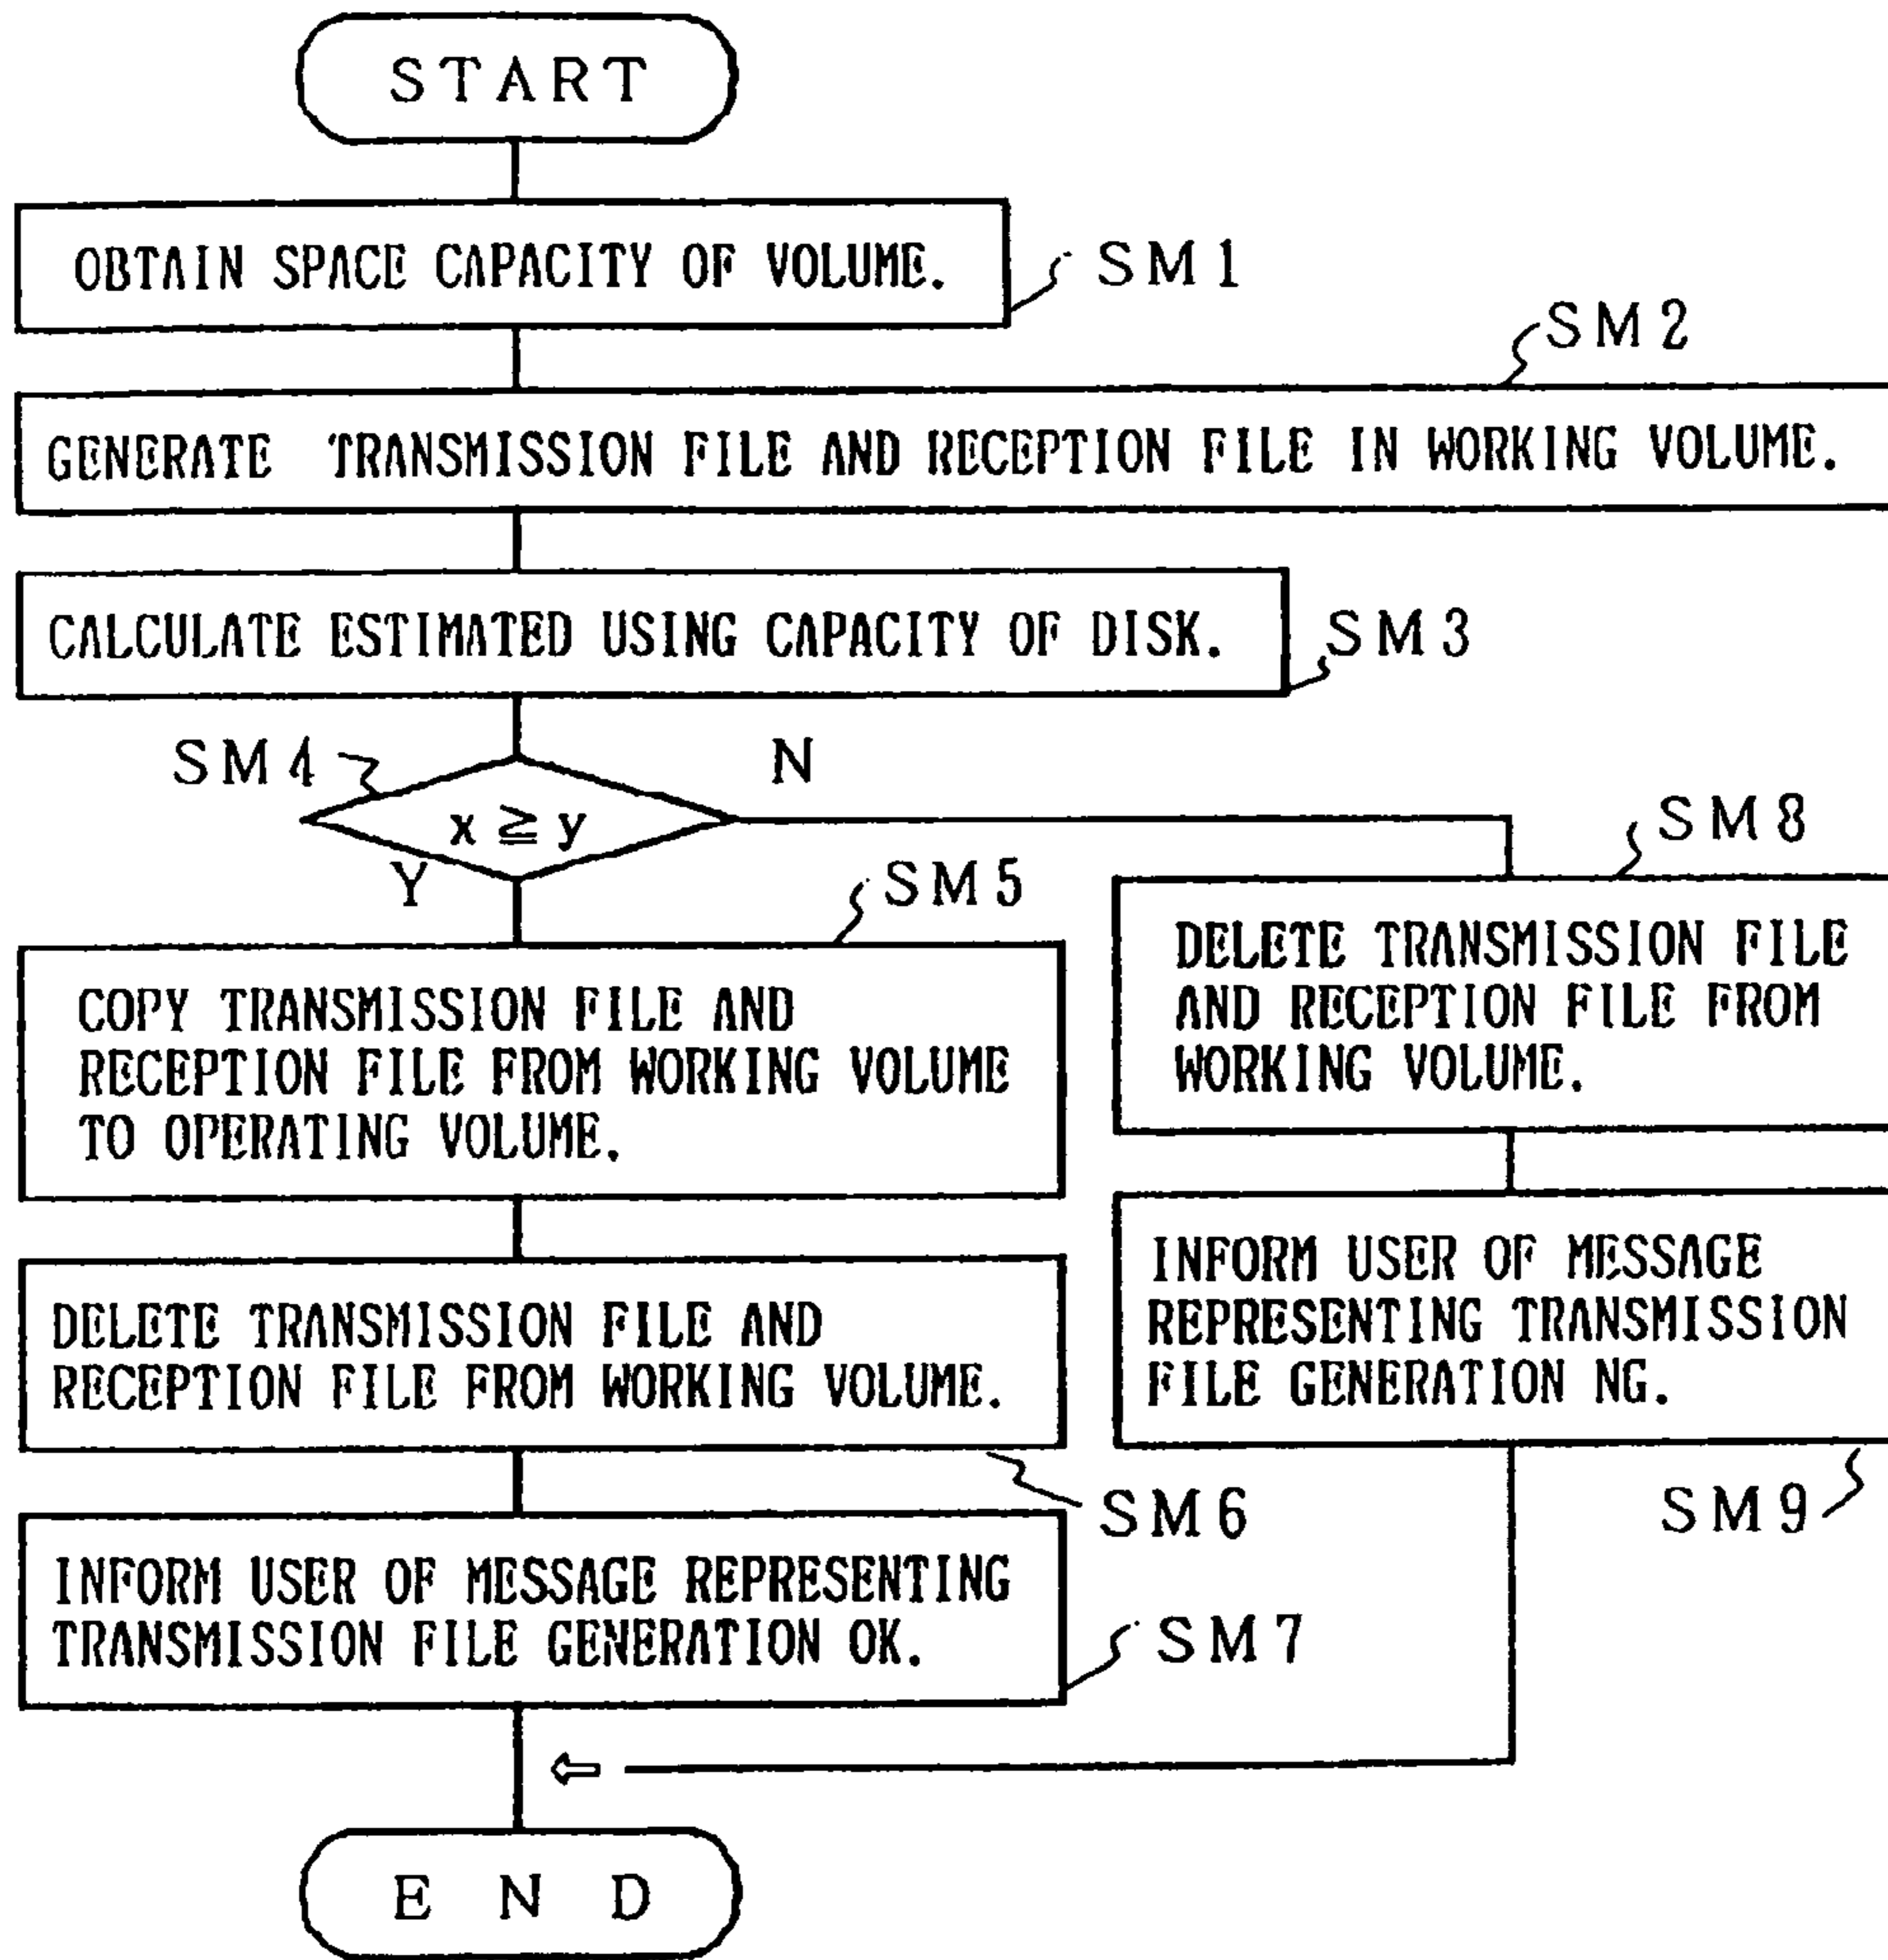 START
OBTAIN SPACE CAPACITY OF VOLUME.
SM1
SM2
GENERATE TRANSMISSION FILE AND RECEPTION FILE IN WORKING VOLUME.
CALCULATE ESTIMATED USING CAPACITY OF DISK.
SM3
SM4
N
x ≧ y
Y
SM5
COPY TRANSMISSION FILE AND
RECEPTION FILE FROM WORKING VOLUME
TO OPERATING VOLUME.
SM8
DELETE TRANSMISSION FILE
AND RECEPTION FILE FROM
WORKING VOLUME.
DELETE TRANSMISSION FILE AND
RECEPTION FILE FROM WORKING VOLUME.
SM6
INFORM USER OF MESSAGE
REPRESENTING TRANSMISSION
FILE GENERATION NG.
SM9
INFORM USER OF MESSAGE REPRESENTING
TRANSMISSION FILE GENERATION OK.
SM7
END